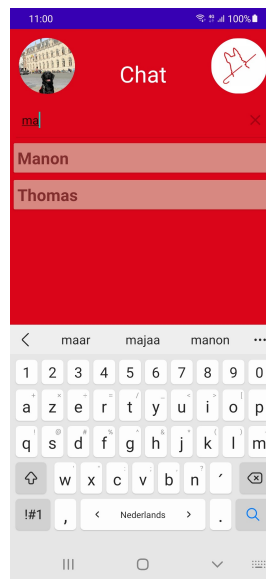 11:00 100%
Chat
ma
Manon
Thomas
maar majaa manon
1 2 3 4 5 6 7 8 9 0
a z e r t y u i o p
q s d f g h j k l m
w x c v b n ´
!#1 , < Nederlands > .